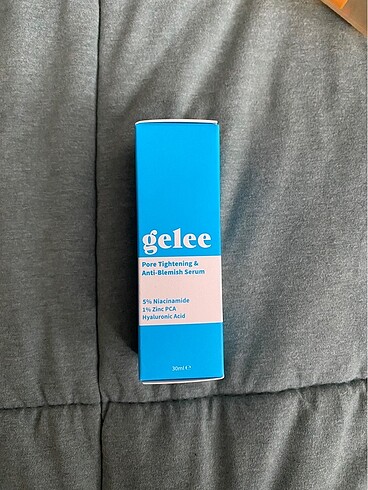 gelee
Pore Tightening &
Anti-Blemish Serum
5% Niacinamide
1% Zinc PCA
Hyaluronic Acid
30ml ℮